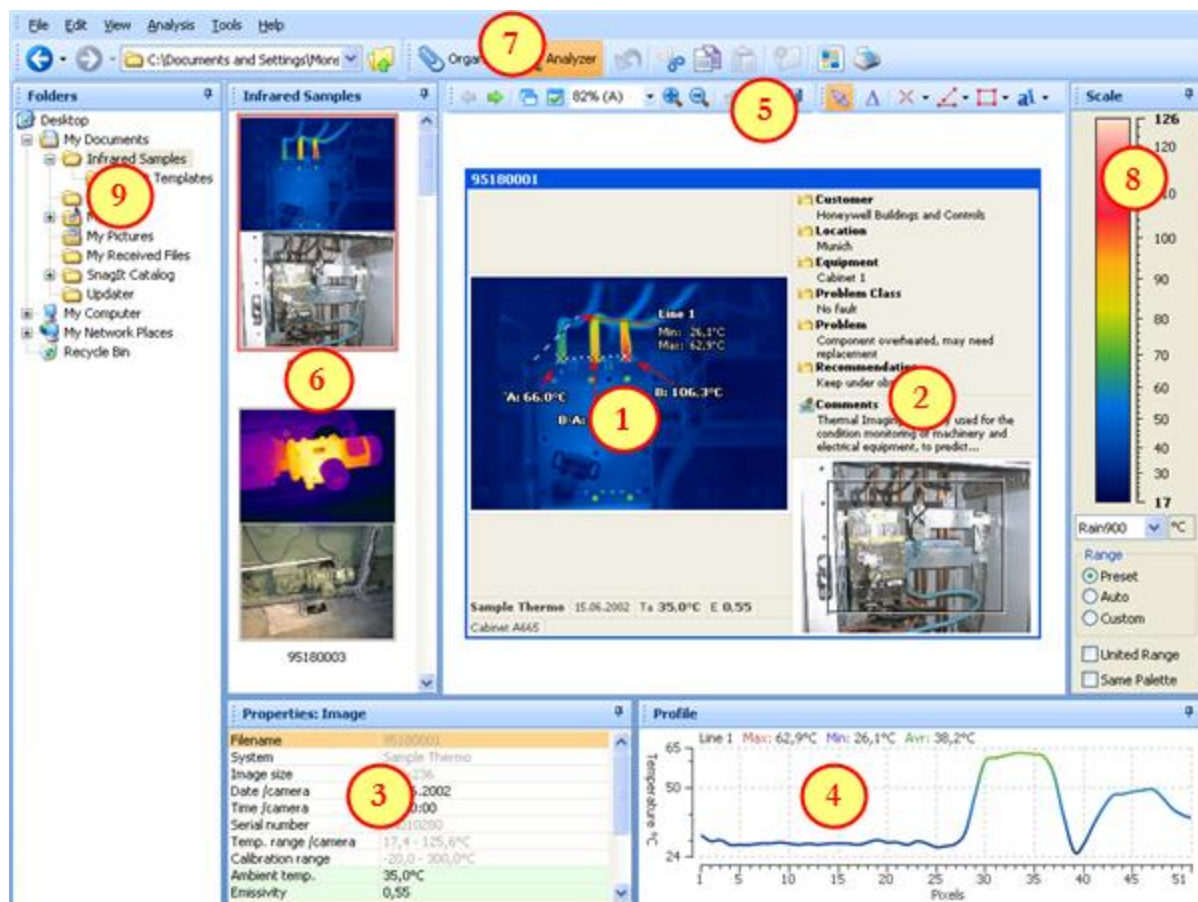 File Edit View Analysis Tools Help
C:\Documents and Settings\Mons
7
Analyzer
Folders
Desktop
My Documents
Infrared Samples
Templates
9
My Pictures
My Received Files
SnagIt Catalog
Updater
My Computer
My Network Places
Recycle Bin
Infrared Samples
6
95180003
82% (A)
5
95180001
Line 1
Min: 26,1°C
Max: 62,9°C
A: 66.0°C
B: 106,3°C
B-A:
1
Customer
Honeywell Buildings and Controls
Location
Munich
Equipment
Cabinet 1
Problem Class
No fault
Problem
Component overheated, may need
replacement
Recommendation
Keep under
2
Comments
Thermal Imaging used for the
condition monitoring of machinery and
electrical equipment, to predict...
Sample Thermo 15.06.2002 Ta 35,0°C E 0,55
Cabinet A665
Scale
126
120
8
100
90
80
70
60
50
40
30
17
Rain900 °C
Range
Preset
Auto
Custom
United Range
Same Palette
Properties: Image
Filename 95180001
System Sample Thermo
Image size
Date /camera .2002
Time /camera
Serial number
Temp. range /camera 17,4 - 125,6°C
Calibration range -20,0 - 300,0°C
Ambient temp. 35,0°C
Emissivity 0,55
3
Profile
Line 1 Max: 62,9°C Min: 26,1°C Avr: 38,2°C
65
50
24
Temperature °C
4
1 5 10 15 20 25 30 35 40 45 51
Pixels